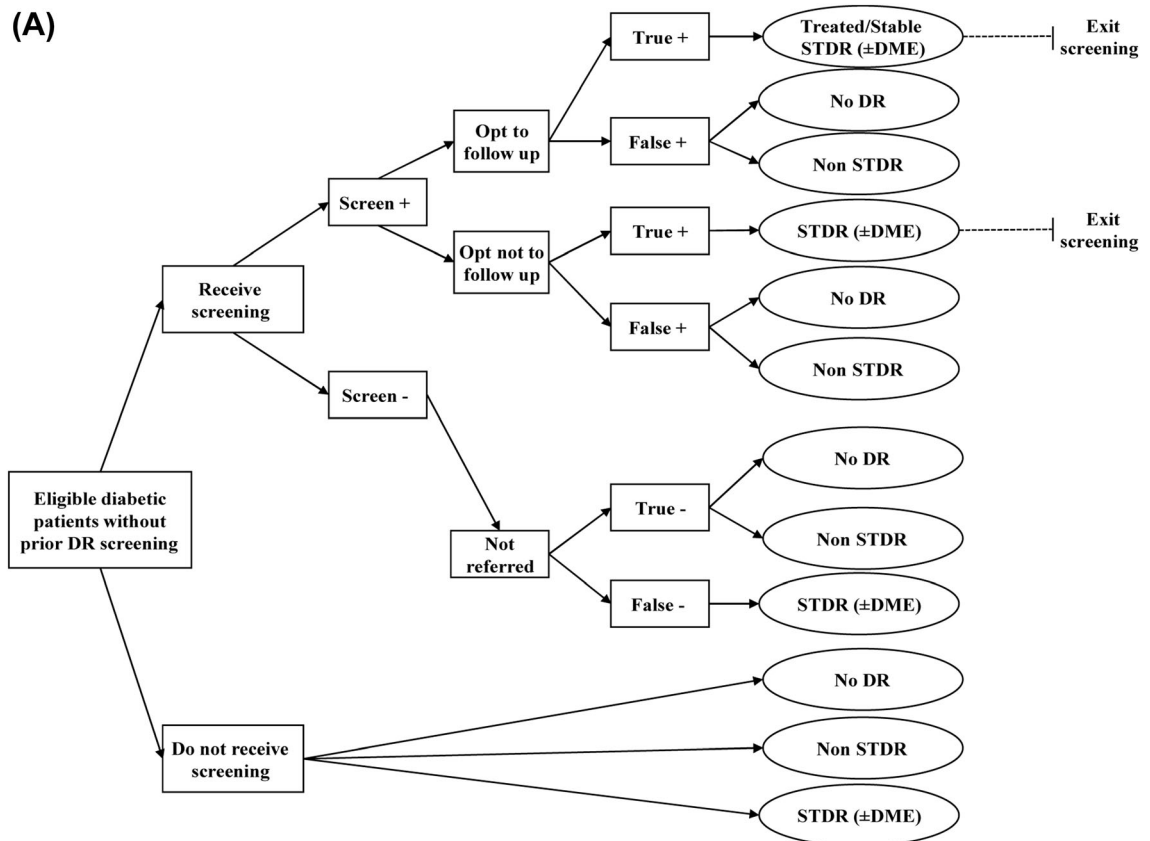 (A)
True +
Treated/Stable
STDR (±DME)
Exit
screening
No DR
Opt to
follow up
False +
Non STDR
Screen +
True +
STDR (±DME)
Exit
screening
Opt not to
follow up
No DR
Receive
screening
False +
Non STDR
Screen -
No DR
True -
Eligible diabetic
patients without
prior DR screening
Not
referred
Non STDR
False -
STDR (±DME)
No DR
Do not receive
screening
Non STDR
STDR (±DME)